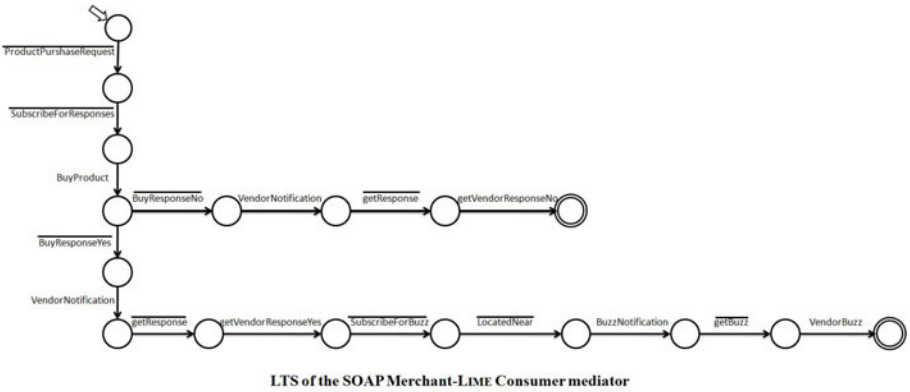 ProductPurshaseRequest
SubscribeForResponses
BuyProduct
BuyResponseNo VendorNotification getResponse getVendorResponseNo
BuyResponseYes
VendorNotification
getResponse getVendorResponseYes SubscribeForBuzz LocatedNear BuzzNotification getBuzz VendorBuzz
LTS of the SOAP Merchant-LIME Consumer mediator